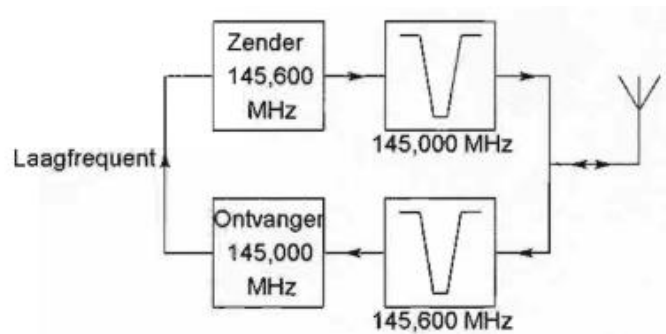 Zender
145,600
MHz
145,000 MHz
Laagfrequent
Ontvanger
145,000
MHz
145,600 MHz